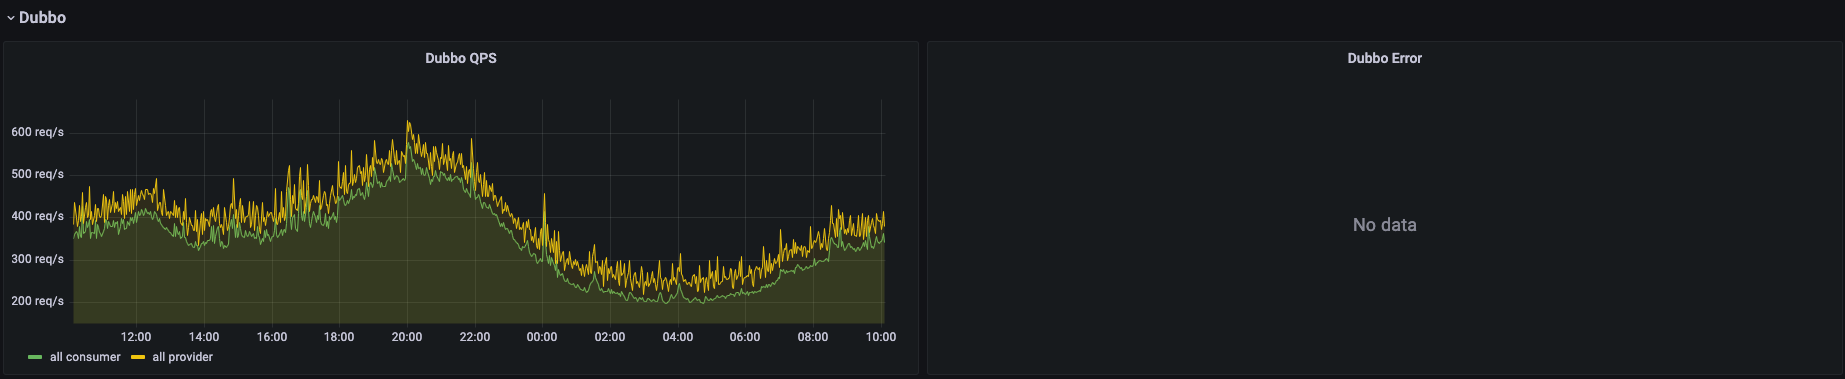 Dubbo
Dubbo QPS
600 req/s
500 req/s
400 req/s
300 req/s
200 req/s
12:00 14:00 16:00 18:00 20:00 22:00 00:00 02:00 04:00 06:00 08:00 10:00
all consumer all provider
Dubbo Error
No data